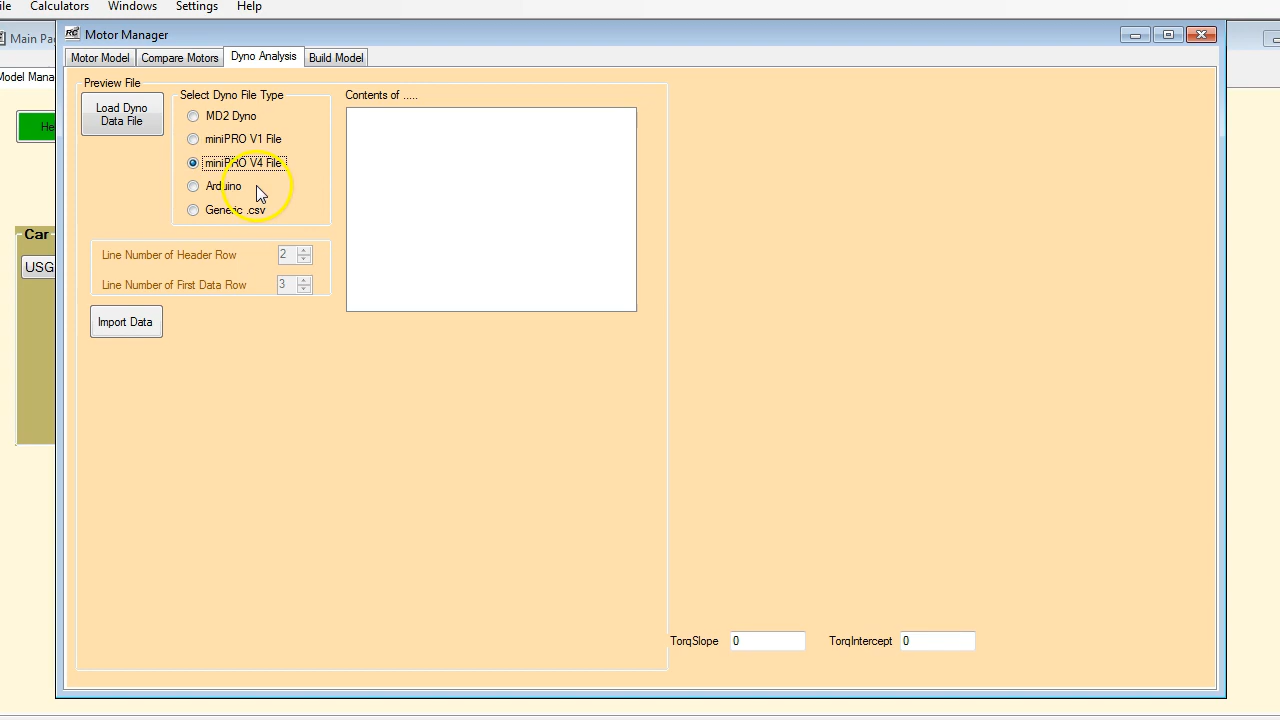 ile Calculators Windows Settings Help
Main Pa
Model Mana
He
Car
USG
RC Motor Manager
Motor Model Compare Motors Dyno Analysis Build Model
Preview File
Load Dyno
Data File
Select Dyno File Type
MD2 Dyno
miniPRO V1 File
miniPRO V4 File
Arduino
Generic .csv
Contents of .....
Line Number of Header Row 2
Line Number of First Data Row 3
Import Data
TorqSlope 0 TorqIntercept 0